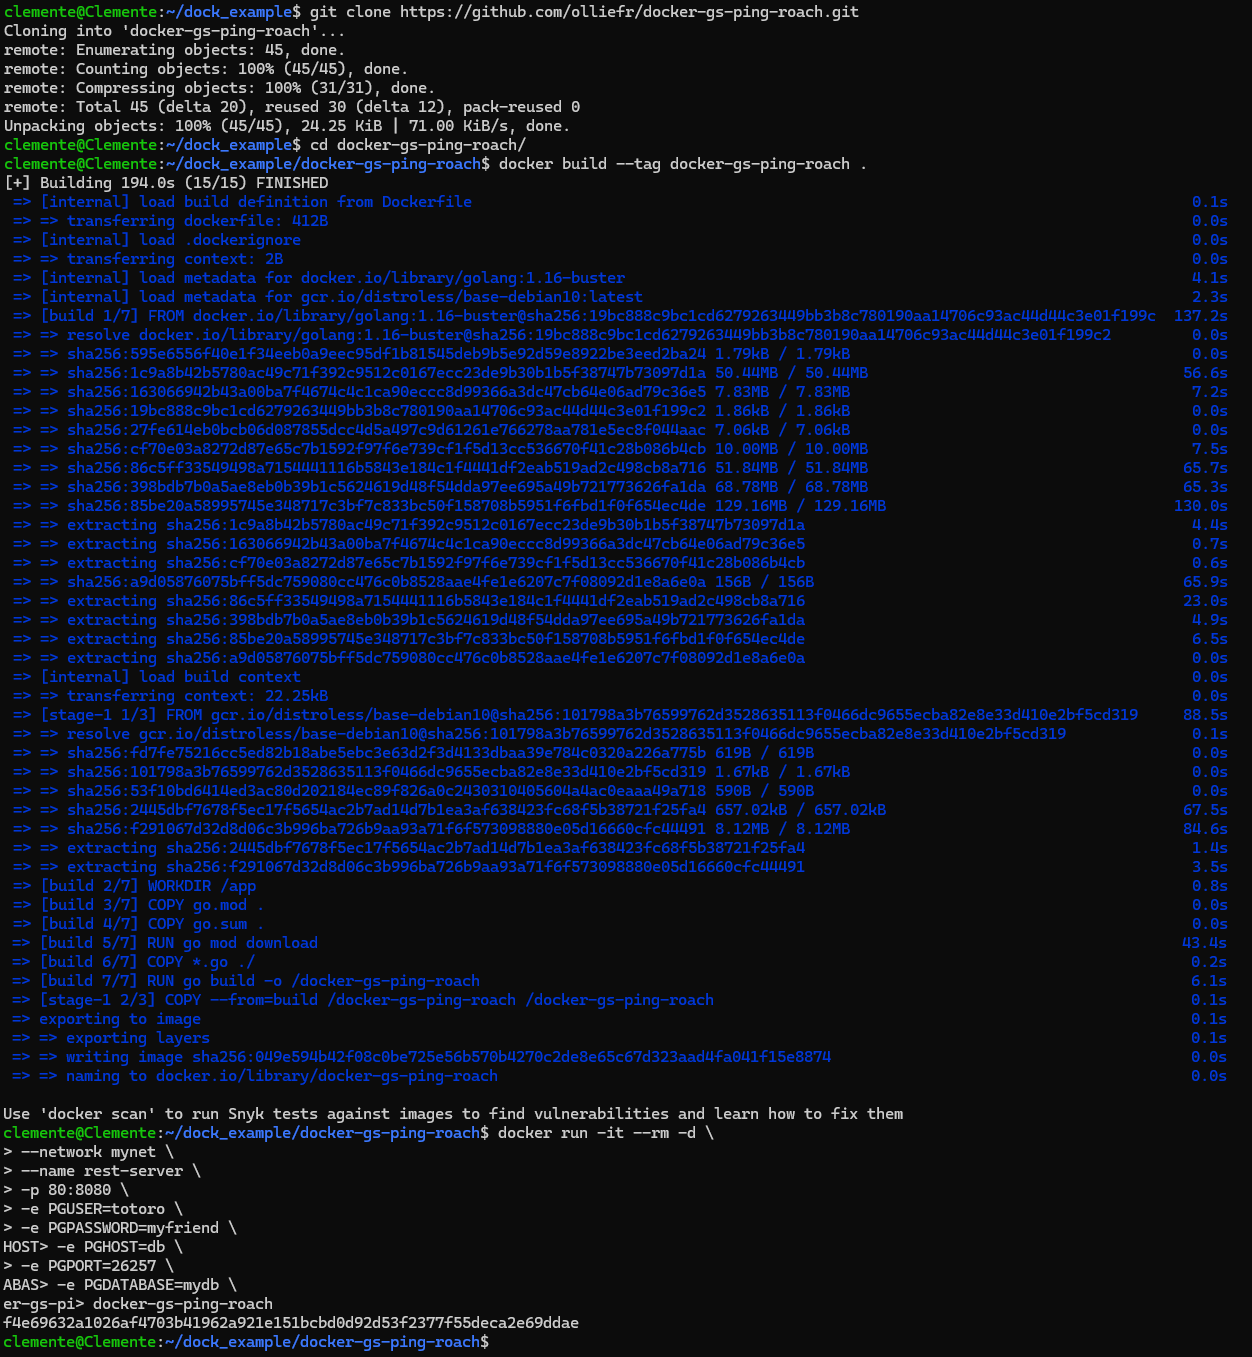 clemente@Clemente:~/dock_example$ git clone https://github.com/olliefr/docker-gs-ping-roach.git
Cloning into 'docker-gs-ping-roach'...
remote: Enumerating objects: 45, done.
remote: Counting objects: 100% (45/45), done.
remote: Compressing objects: 100% (31/31), done.
remote: Total 45 (delta 20), reused 30 (delta 12), pack-reused 0
Unpacking objects: 100% (45/45), 24.25 KiB | 71.00 KiB/s, done.
clemente@Clemente:~/dock_example$ cd docker-gs-ping-roach/
clemente@Clemente:~/dock_example/docker-gs-ping-roach$ docker build --tag docker-gs-ping-roach .
[+] Building 194.0s (15/15) FINISHED
=> [internal] load build definition from Dockerfile 0.1s
=> => transferring dockerfile: 412B 0.0s
=> [internal] load .dockerignore 0.0s
=> => transferring context: 2B 0.0s
=> [internal] load metadata for docker.io/library/golang:1.16-buster 4.1s
=> [internal] load metadata for gcr.io/distroless/base-debian10:latest 2.3s
=> [build 1/7] FROM docker.io/library/golang:1.16-buster@sha256:19bc888c9bc1cd6279263449bb3b8c780190aa14706c93ac44d44c3e01f199c 137.2s
=> => resolve docker.io/library/golang:1.16-buster@sha256:19bc888c9bc1cd6279263449bb3b8c780190aa14706c93ac44d44c3e01f199c2 0.0s
=> => sha256:595e6556f40e1f34eeb0a9eec95df1b81545deb9b5e92d59e8922be3eed2ba24 1.79kB / 1.79kB 0.0s
=> => sha256:1c9a8b42b5780ac49c71f392c9512c0167ecc23de9b30b1b5f38747b73097d1a 50.44MB / 50.44MB 56.6s
=> => sha256:163066942b43a00ba7f4674c4c1ca90eccc8d99366a3dc47cb64e06ad79c36e5 7.83MB / 7.83MB 7.2s
=> => sha256:19bc888c9bc1cd6279263449bb3b8c780190aa14706c93ac44d44c3e01f199c2 1.86kB / 1.86kB 0.0s
=> => sha256:27fe614eb0bcb06d087855dcc4d5a497c9d61261e766278aa781e5ec8f044aac 7.06kB / 7.06kB 0.0s
=> => sha256:cf70e03a8272d87e65c7b1592f97f6e739cf1f5d13cc536670f41c28b086b4cb 10.00MB / 10.00MB 7.5s
=> => sha256:86c5ff33549498a7154441116b5843e184c1f4441df2eab519ad2c498cb8a716 51.84MB / 51.84MB 65.7s
=> => sha256:398bdb7b0a5ae8eb0b39b1c5624619d48f54dda97ee695a49b721773626fa1da 68.78MB / 68.78MB 65.3s
=> => sha256:85be20a58995745e348717c3bf7c833bc50f158708b5951f6fbd1f0f654ec4de 129.16MB / 129.16MB 130.0s
=> => extracting sha256:1c9a8b42b5780ac49c71f392c9512c0167ecc23de9b30b1b5f38747b73097d1a 4.4s
=> => extracting sha256:163066942b43a00ba7f4674c4c1ca90eccc8d99366a3dc47cb64e06ad79c36e5 0.7s
=> => extracting sha256:cf70e03a8272d87e65c7b1592f97f6e739cf1f5d13cc536670f41c28b086b4cb 0.6s
=> => sha256:a9d05876075bff5dc759080cc476c0b8528aae4fe1e6207c7f08092d1e8a6e0a 156B / 156B 65.9s
=> => extracting sha256:86c5ff33549498a7154441116b5843e184c1f4441df2eab519ad2c498cb8a716 23.0s
=> => extracting sha256:398bdb7b0a5ae8eb0b39b1c5624619d48f54dda97ee695a49b721773626fa1da 4.9s
=> => extracting sha256:85be20a58995745e348717c3bf7c833bc50f158708b5951f6fbd1f0f654ec4de 6.5s
=> => extracting sha256:a9d05876075bff5dc759080cc476c0b8528aae4fe1e6207c7f08092d1e8a6e0a 0.0s
=> [internal] load build context 0.0s
=> => transferring context: 22.25kB 0.0s
=> [stage-1 1/3] FROM gcr.io/distroless/base-debian10@sha256:101798a3b76599762d3528635113f0466dc9655ecba82e8e33d410e2bf5cd319 88.5s
=> => resolve gcr.io/distroless/base-debian10@sha256:101798a3b76599762d3528635113f0466dc9655ecba82e8e33d410e2bf5cd319 0.1s
=> => sha256:fd7fe75216cc5ed82b18abe5ebc3e63d2f3d4133dbaa39e784c0320a226a775b 619B / 619B 0.0s
=> => sha256:101798a3b76599762d3528635113f0466dc9655ecba82e8e33d410e2bf5cd319 1.67kB / 1.67kB 0.0s
=> => sha256:53f10bd6414ed3ac80d202184ec89f826a0c2430310405604a4ac0eaaa49a718 590B / 590B 0.0s
=> => sha256:2445dbf7678f5ec17f5654ac2b7ad14d7b1ea3af638423fc68f5b38721f25fa4 657.02kB / 657.02kB 67.5s
=> => sha256:f291067d32d8d06c3b996ba726b9aa93a71f6f573098880e05d16660cfc44491 8.12MB / 8.12MB 84.6s
=> => extracting sha256:2445dbf7678f5ec17f5654ac2b7ad14d7b1ea3af638423fc68f5b38721f25fa4 1.4s
=> => extracting sha256:f291067d32d8d06c3b996ba726b9aa93a71f6f573098880e05d16660cfc44491 3.5s
=> [build 2/7] WORKDIR /app 0.8s
=> [build 3/7] COPY go.mod . 0.0s
=> [build 4/7] COPY go.sum . 0.0s
=> [build 5/7] RUN go mod download 43.4s
=> [build 6/7] COPY *.go ./ 0.2s
=> [build 7/7] RUN go build -o /docker-gs-ping-roach 6.1s
=> [stage-1 2/3] COPY --from=build /docker-gs-ping-roach /docker-gs-ping-roach 0.1s
=> exporting to image 0.1s
=> => exporting layers 0.1s
=> => writing image sha256:049e594b42f08c0be725e56b570b4270c2de8e65c67d323aad4fa041f15e8874 0.0s
=> => naming to docker.io/library/docker-gs-ping-roach 0.0s
Use 'docker scan' to run Snyk tests against images to find vulnerabilities and learn how to fix them
clemente@Clemente:~/dock_example/docker-gs-ping-roach$ docker run -it --rm -d \
> --network mynet \
> --name rest-server \
> -p 80:8080 \
> -e PGUSER=totoro \
> -e PGPASSWORD=myfriend \
HOST> -e PGHOST=db \
> -e PGPORT=26257 \
ABAS> -e PGDATABASE=mydb \
er-gs-pi> docker-gs-ping-roach
f4e69632a1026af4703b41962a921e151bcbd0d92d53f2377f55deca2e69ddae
clemente@Clemente:~/dock_example/docker-gs-ping-roach$